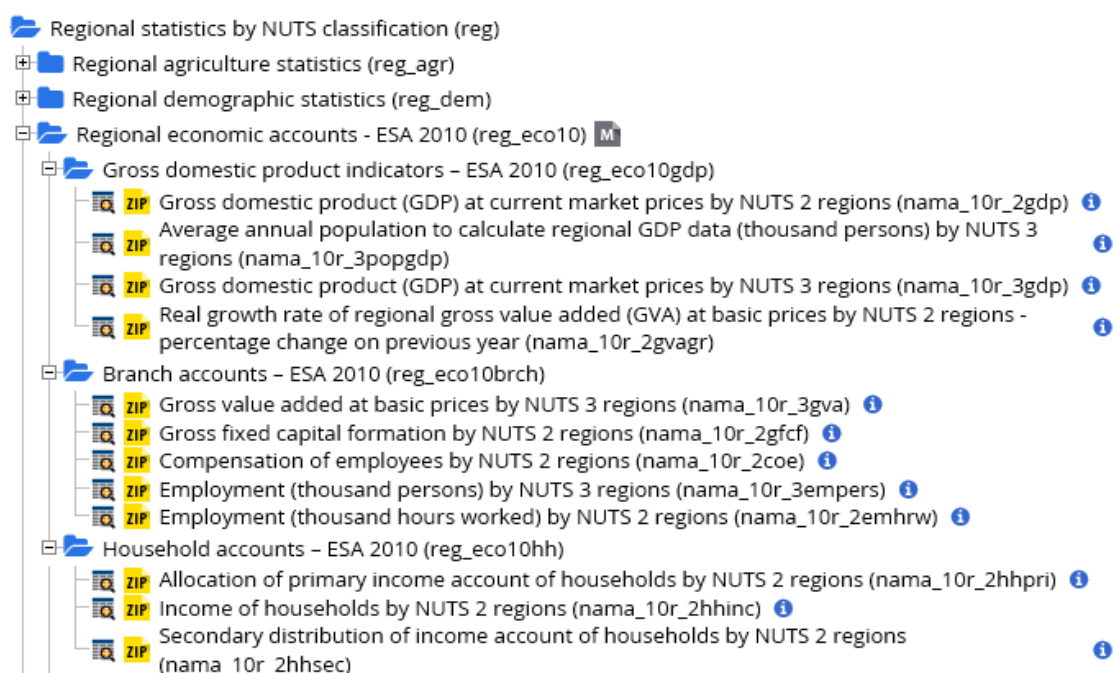 Regional statistics by NUTS classification (reg)
Regional agriculture statistics (reg_agr)
Regional demographic statistics (reg_dem)
Regional economic accounts - ESA 2010 (reg_eco10) M
Gross domestic product indicators – ESA 2010 (reg_eco10gdp)
ZIP Gross domestic product (GDP) at current market prices by NUTS 2 regions (nama_10r_2gdp) i
Average annual population to calculate regional GDP data (thousand persons) by NUTS 3
ZIP regions (nama_10r_3popgdp) i
ZIP Gross domestic product (GDP) at current market prices by NUTS 3 regions (nama_10r_3gdp) i
Real growth rate of regional gross value added (GVA) at basic prices by NUTS 2 regions -
ZIP percentage change on previous year (nama_10r_2gvagr) i
Branch accounts – ESA 2010 (reg_eco10brch)
ZIP Gross value added at basic prices by NUTS 3 regions (nama_10r_3gva) i
ZIP Gross fixed capital formation by NUTS 2 regions (nama_10r_2gfcf) i
ZIP Compensation of employees by NUTS 2 regions (nama_10r_2coe) i
ZIP Employment (thousand persons) by NUTS 3 regions (nama_10r_3empers) i
ZIP Employment (thousand hours worked) by NUTS 2 regions (nama_10r_2emhrw) i
Household accounts – ESA 2010 (reg_eco10hh)
ZIP Allocation of primary income account of households by NUTS 2 regions (nama_10r_2hhpri) i
ZIP Income of households by NUTS 2 regions (nama_10r_2hhinc) i
Secondary distribution of income account of households by NUTS 2 regions
ZIP (nama_10r_2hhsec) i